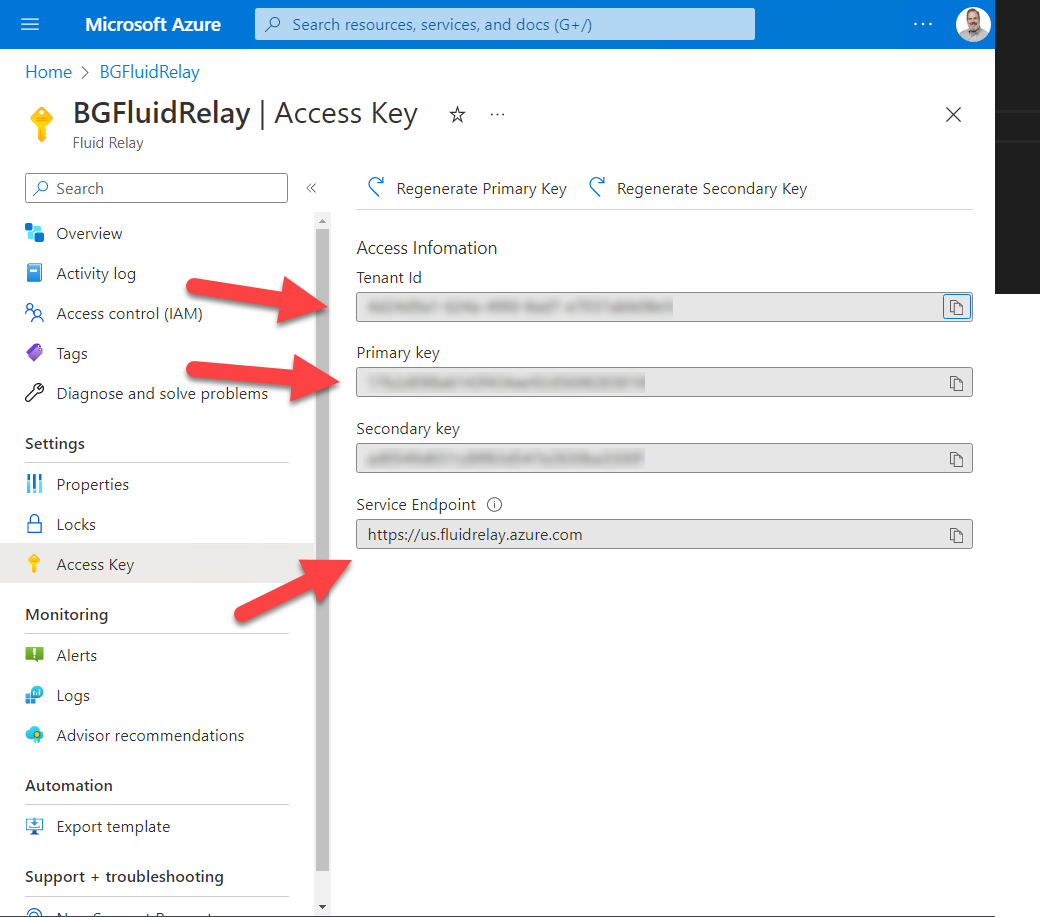 Microsoft Azure
Search resources, services, and docs (G+/)
Home > BGFluidRelay
BGFluidRelay | Access Key
Fluid Relay
Search
Regenerate Primary Key
Regenerate Secondary Key
Overview
Activity log
Access control (IAM)
Tags
Diagnose and solve problems
Settings
Properties
Locks
Access Key
Monitoring
Alerts
Logs
Advisor recommendations
Automation
Export template
Support + troubleshooting
Access Infomation
Tenant Id
Primary key
Secondary key
Service Endpoint
https://us.fluidrelay.azure.com